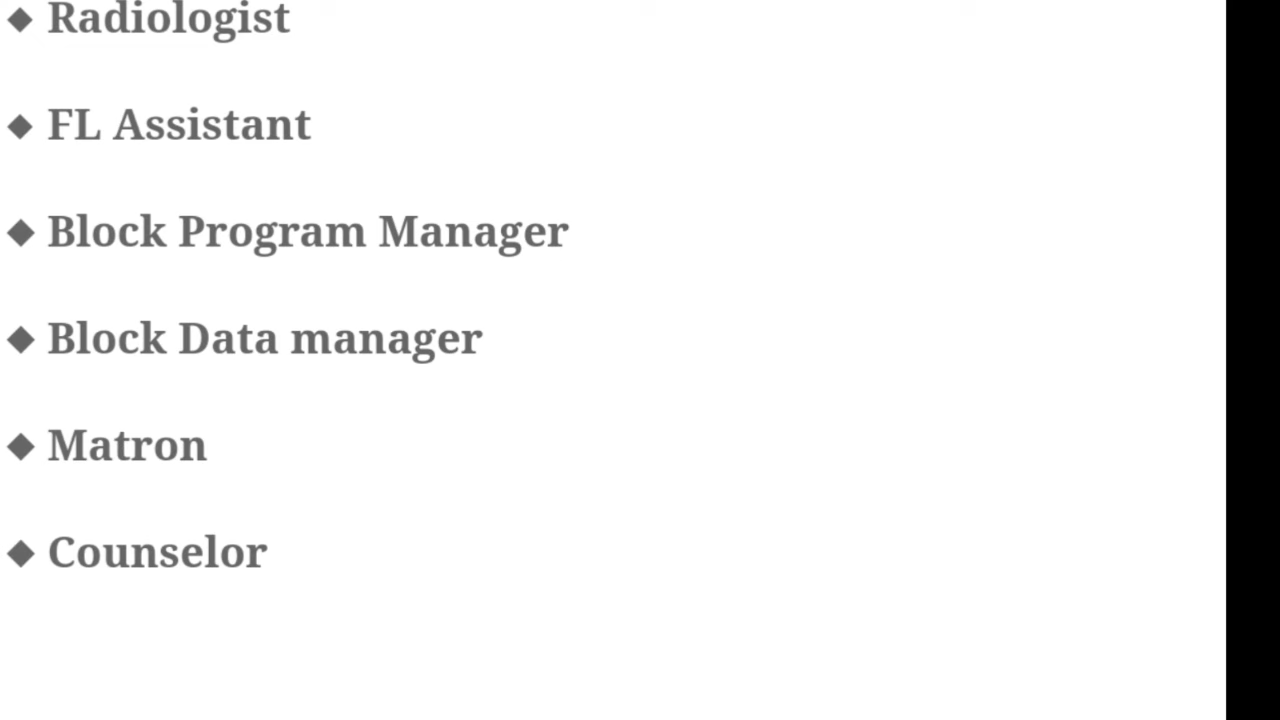 ◆ Radiologist
◆ FL Assistant
◆ Block Program Manager
◆ Block Data manager
◆ Matron
◆ Counselor